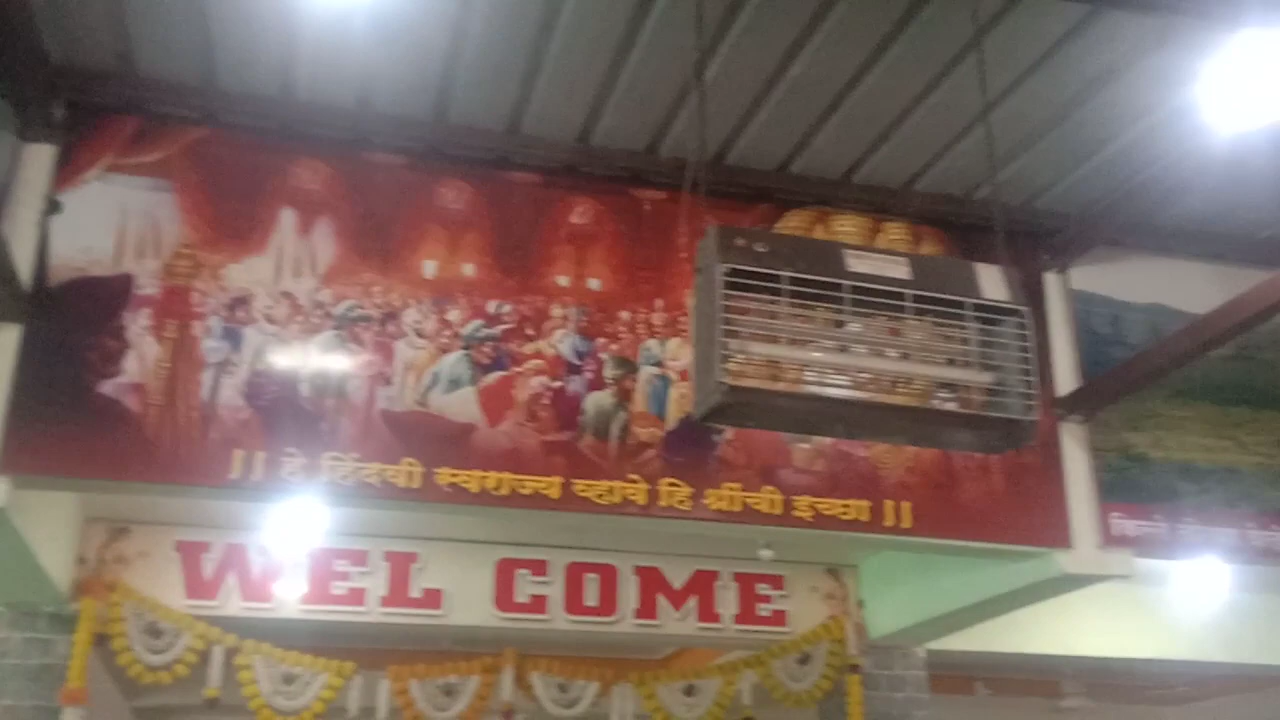 || हे हिंदवी स्वराज्य व्हावे हि श्रींची इच्छा ||
WEL COME